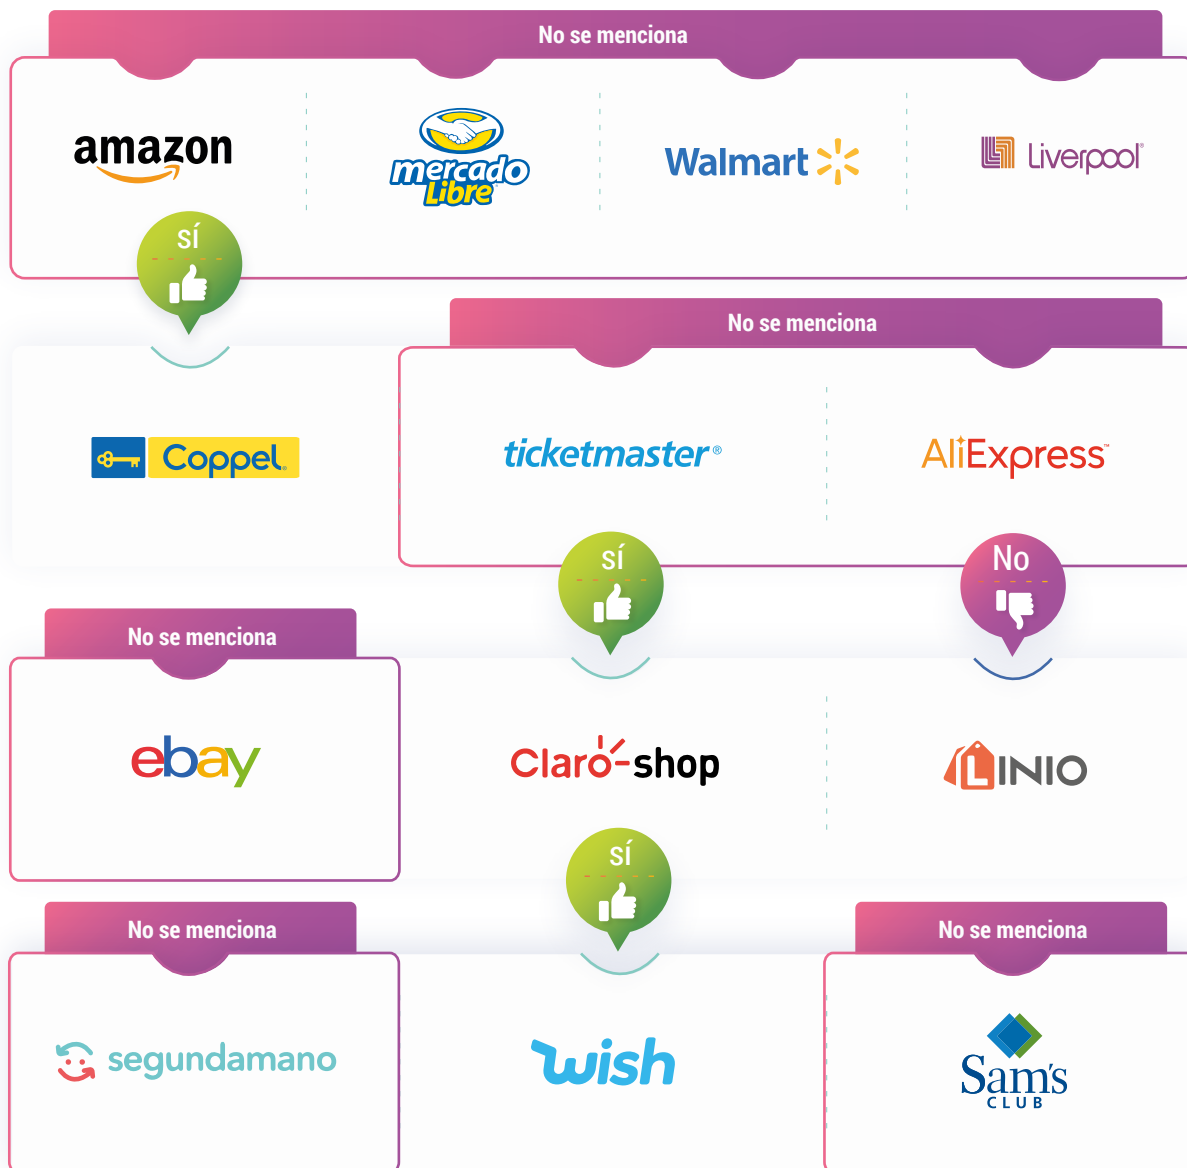 No se menciona
amazon
mercado
Libre
Walmart
Liverpool®
SÍ
No se menciona
Coppel®
ticketmaster®
AliExpress™
SÍ
No
No se menciona
ebay
Claro-shop
LINIO
SÍ
No se menciona
No se menciona
segundamano
wish
Sam's
CLUB